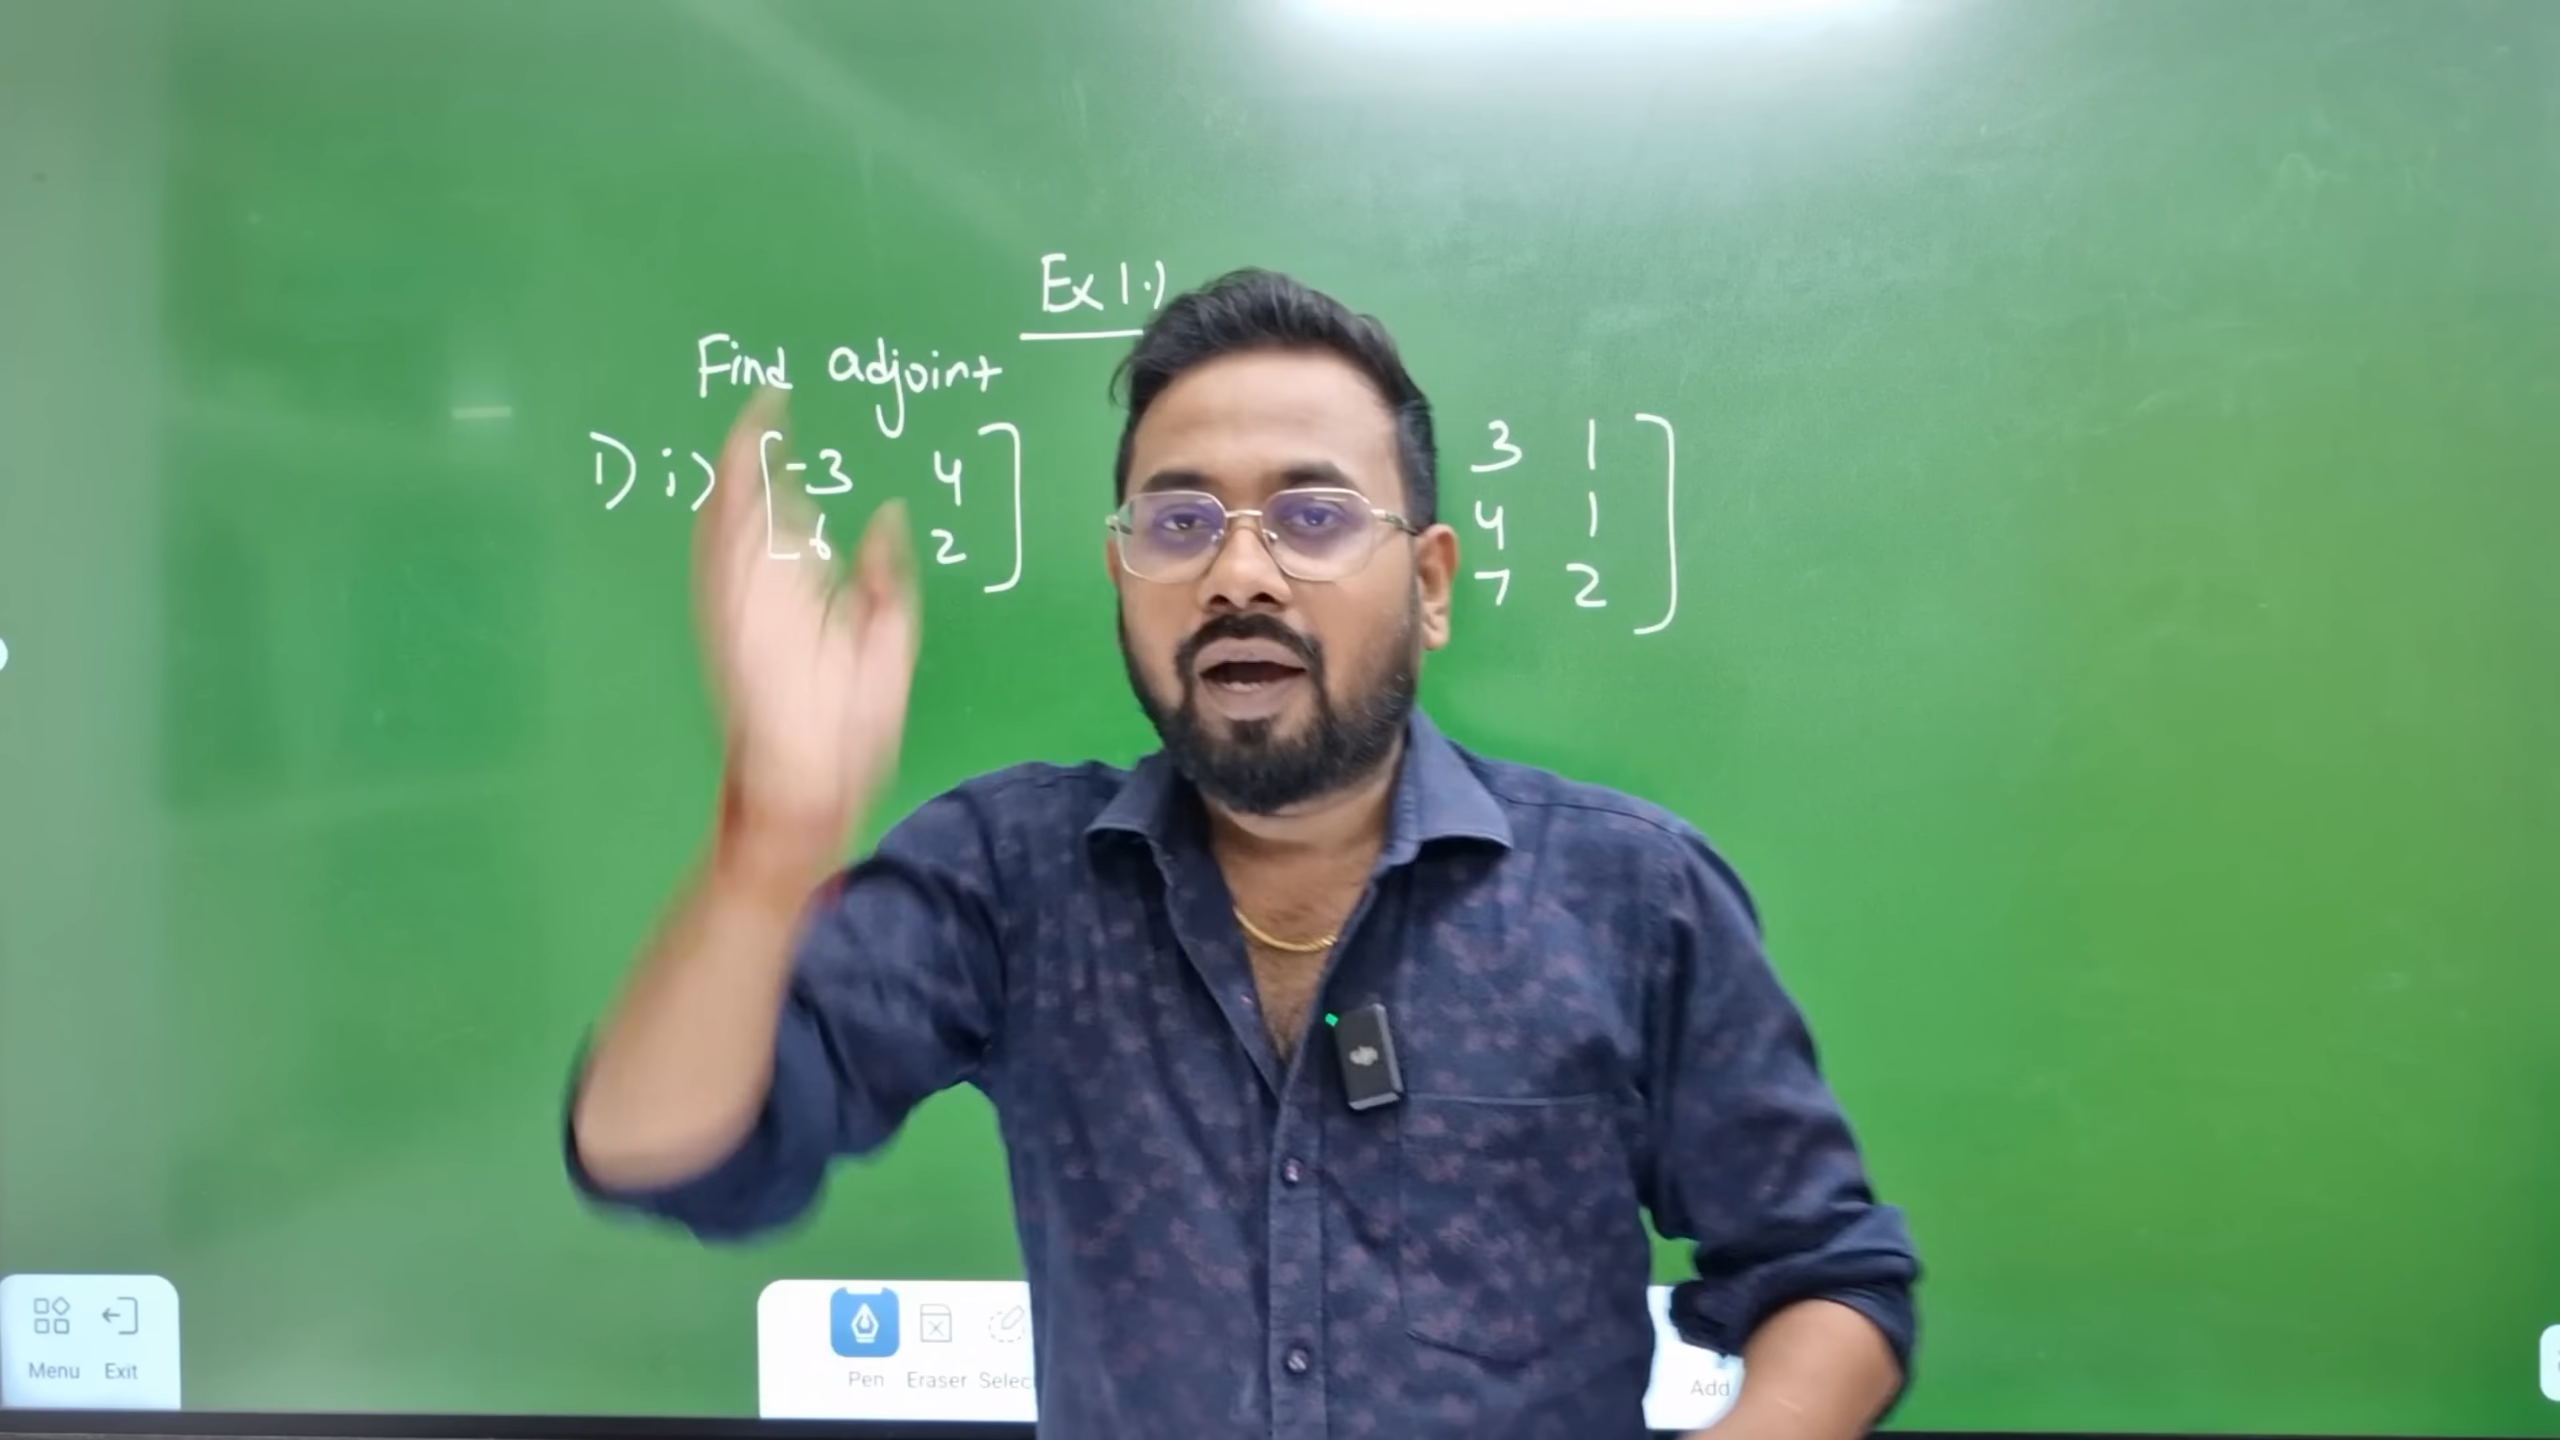 Ex 1.1
Find adjoint
1) i) [-3 4] 3 1
6 2 4 1
7 2
Menu Exit Pen Eraser Add